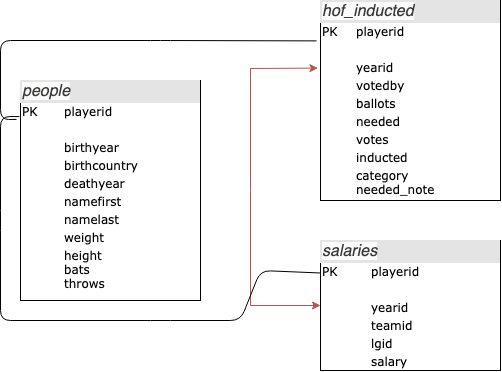 hof_inducted
PK playerid
yearid
votedby
ballots
needed
votes
inducted
category
needed_note
people
PK playerid
birthyear
birthcountry
deathyear
namefirst
namelast
weight
height
bats
throws
salaries
PK playerid
yearid
teamid
lgid
salary